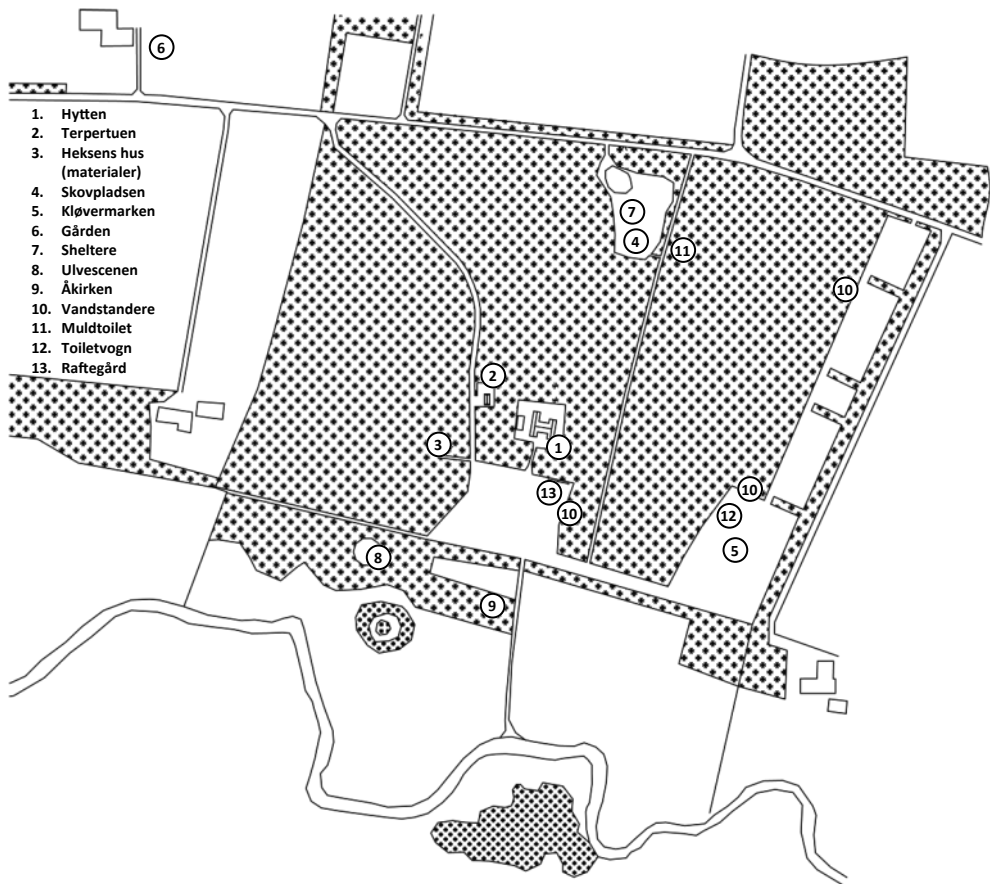 6
1. Hytten
2. Terpertuen
3. Heksens hus
(materialer)
4. Skovpladsen
5. Kløvermarken
6. Gården
7. Sheltere
8. Ulvescenen
9. Åkirken
10. Vandstandere
11. Muldtoilet
12. Toiletvogn
13. Raftegård
7
4
11
10
2
3
1
13
10
10
12
5
8
9